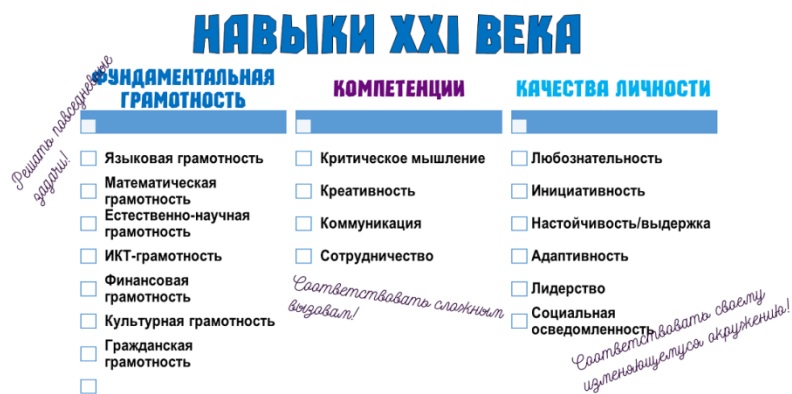 НАВЫКИ XXI ВЕКА
ФУНДАМЕНТАЛЬНАЯ
ГРАМОТНОСТЬ
Решать повседневные
задачи!
Языковая грамотность
Математическая
грамотность
Естественно-научная
грамотность
ИКТ-грамотность
Финансовая
грамотность
Культурная грамотность
Гражданская
грамотность
КОМПЕТЕНЦИИ
Критическое мышление
Креативность
Коммуникация
Сотрудничество
Соответствовать сложным
вызовам!
КАЧЕСТВА ЛИЧНОСТИ
Любознательность
Инициативность
Настойчивость/выдержка
Адаптивность
Лидерство
Социальная
осведомленность
Соответствовать своему
изменяющемуся окружению!